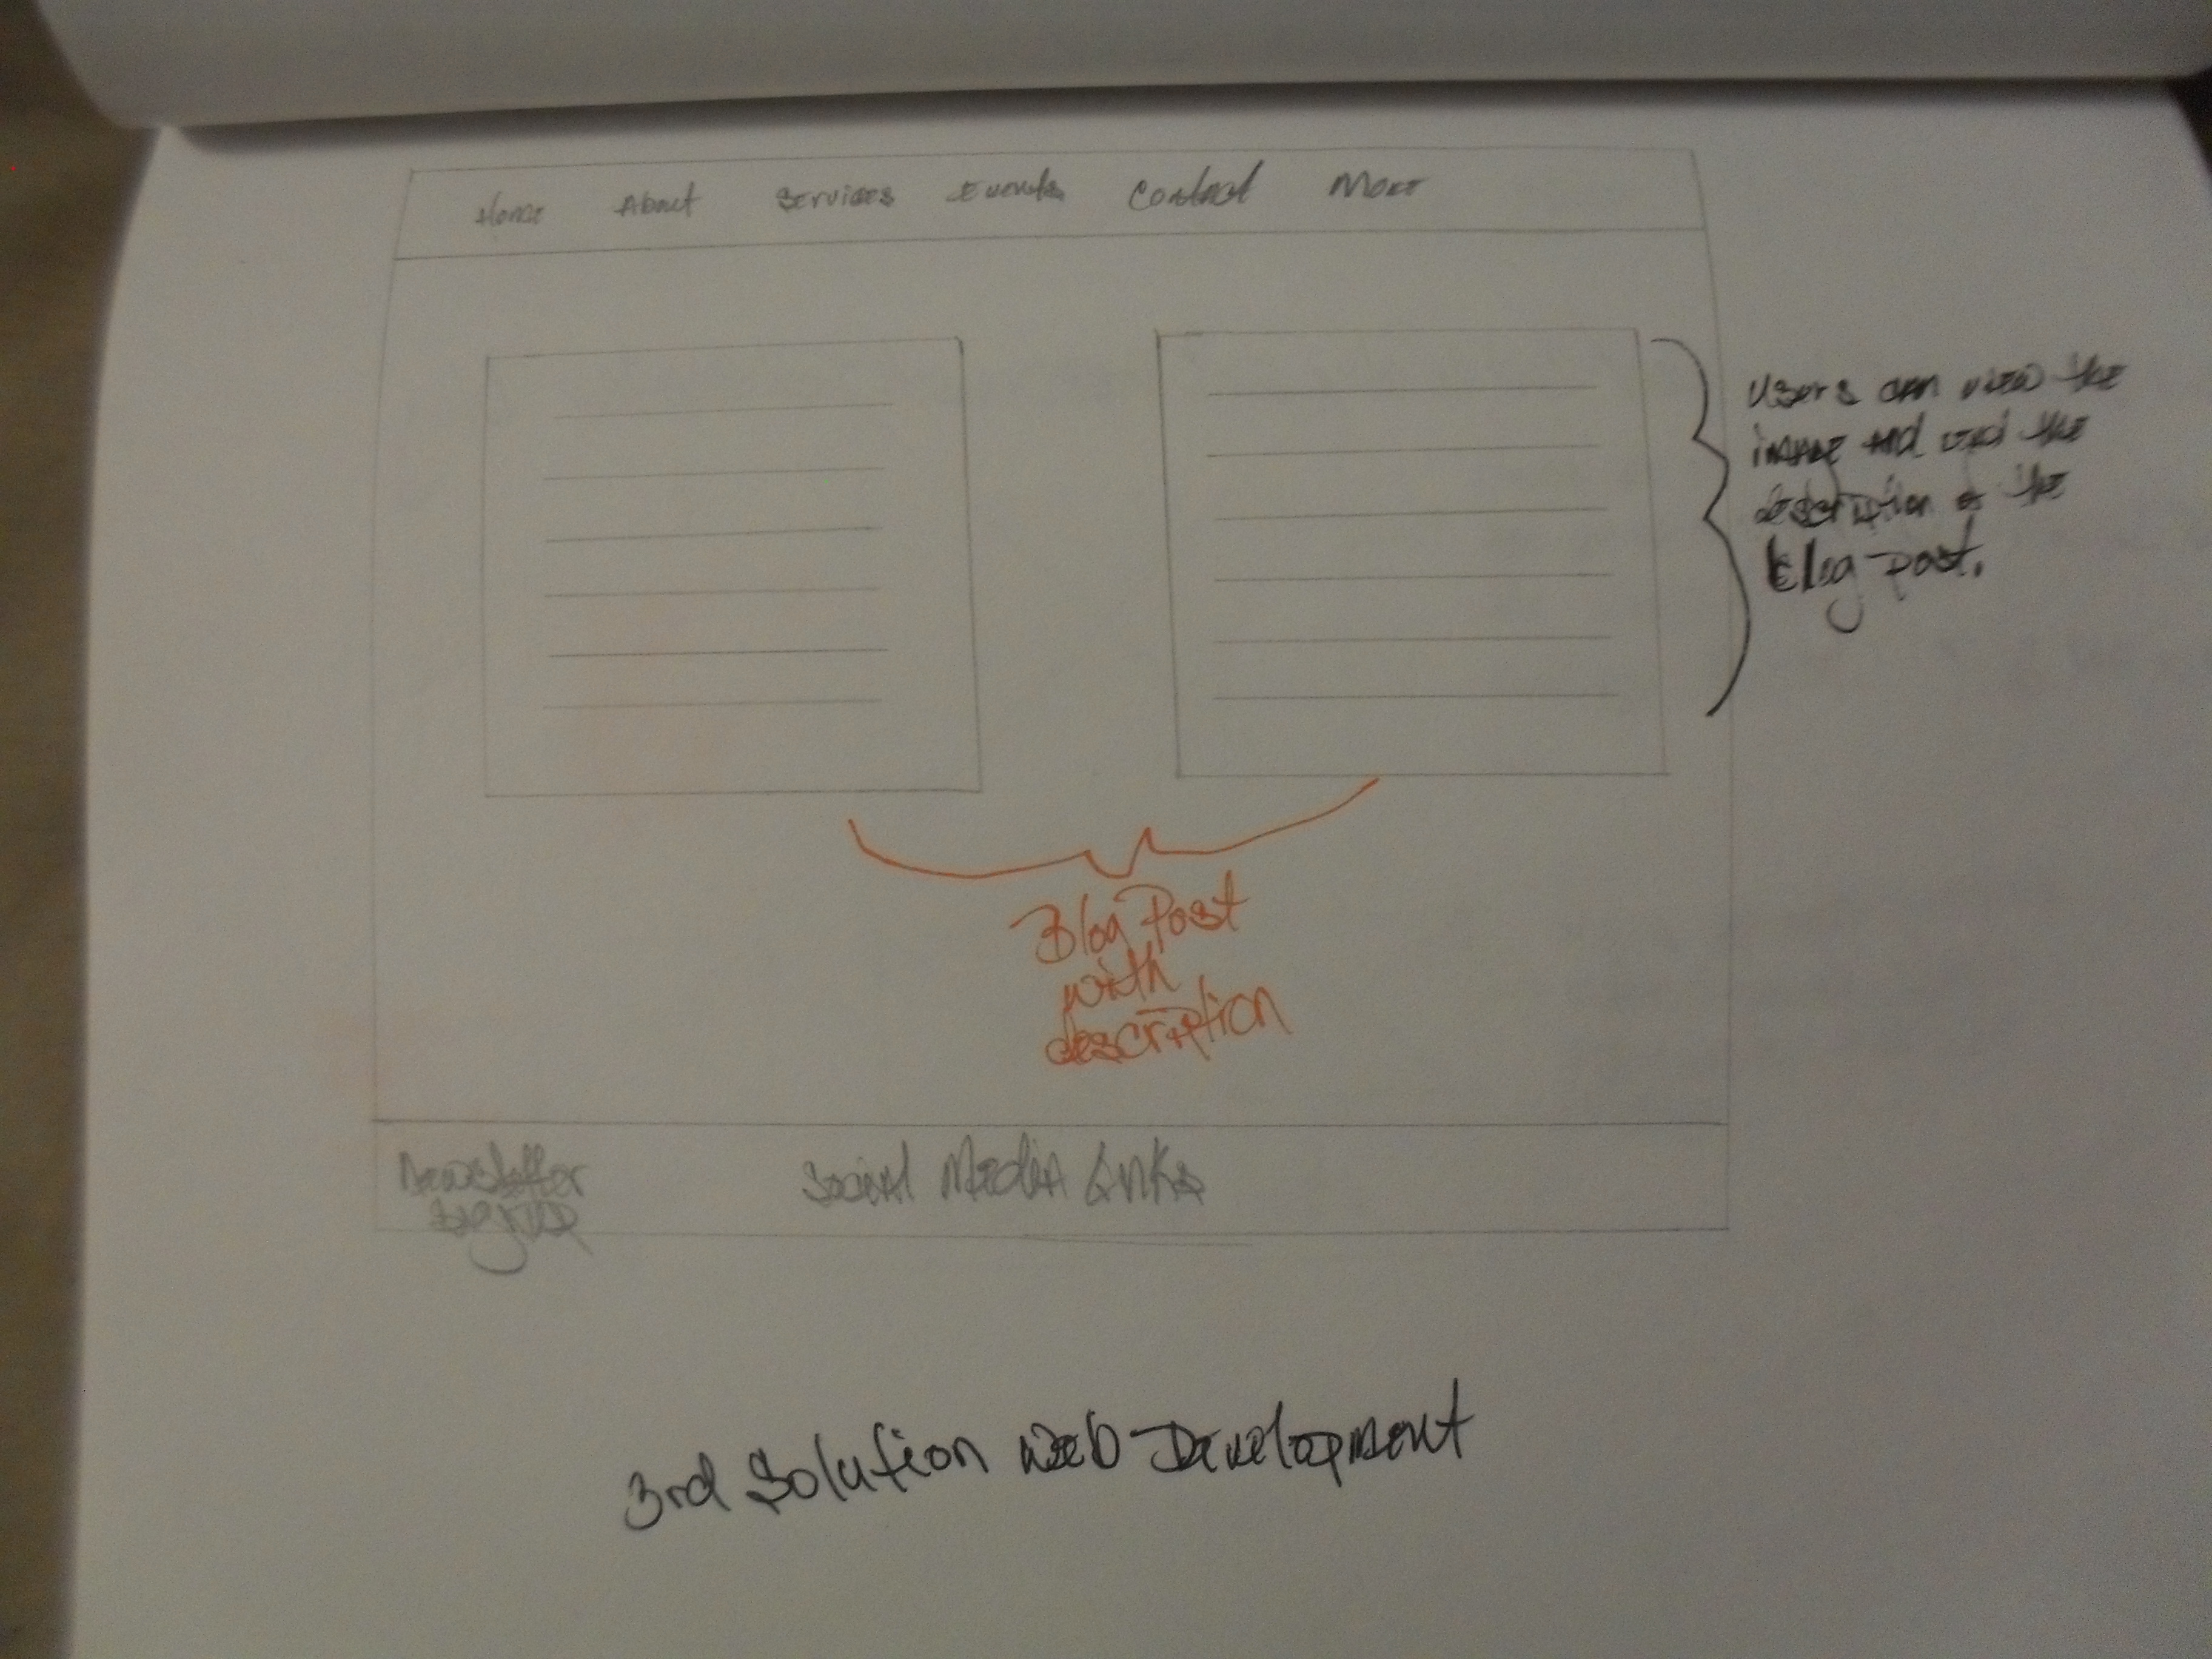 Home About Services Events Contact More
Users can view the
image and read the
description of the
blog post.
Blog Post
with
description
Newsletter
Signup
Social Media Links
3rd Solution Web Development